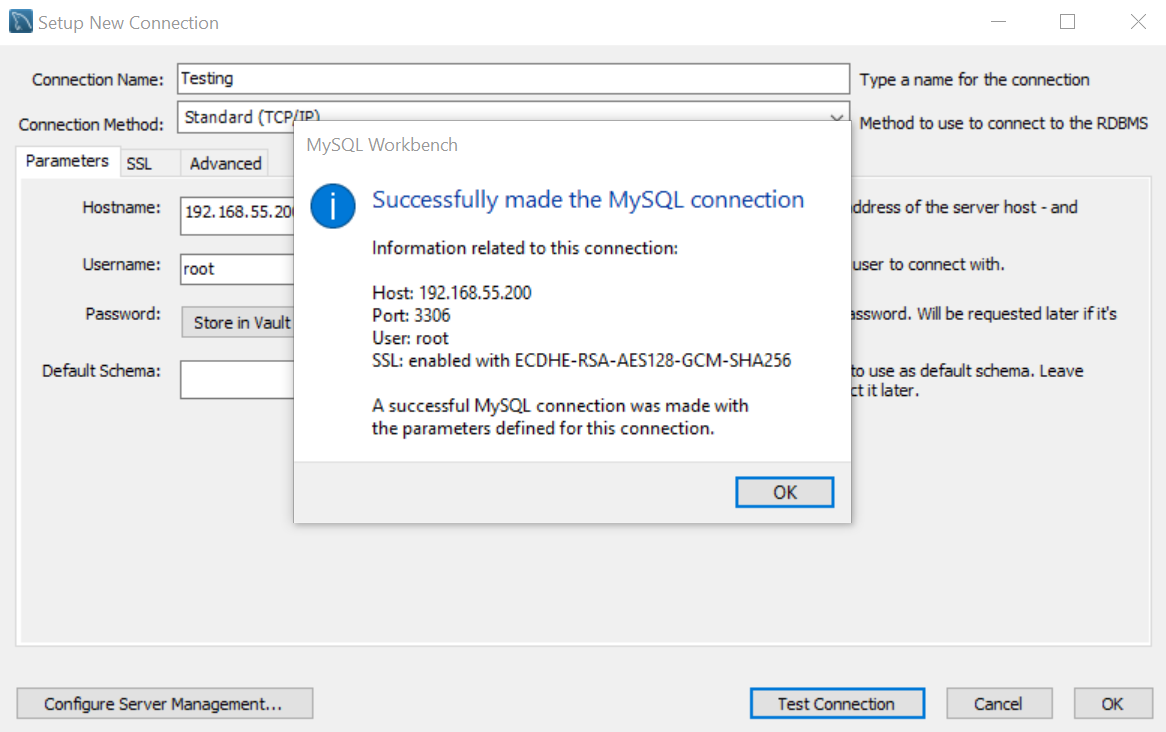 Setup New Connection
Connection Name: Testing Type a name for the connection
Connection Method: Standard (TCP/IP) Method to use to connect to the RDBMS
Parameters SSL Advanced
MySQL Workbench
Successfully made the MySQL connection
Information related to this connection:
Host: 192.168.55.200
Port: 3306
User: root
SSL: enabled with ECDHE-RSA-AES128-GCM-SHA256
A successful MySQL connection was made with
the parameters defined for this connection.
OK
Hostname: 192.168.55.20 address of the server host - and
Username: root user to connect with.
Password: Store in Vault password. Will be requested later if it's
Default Schema: to use as default schema. Leave
it later.
Configure Server Management... Test Connection Cancel OK